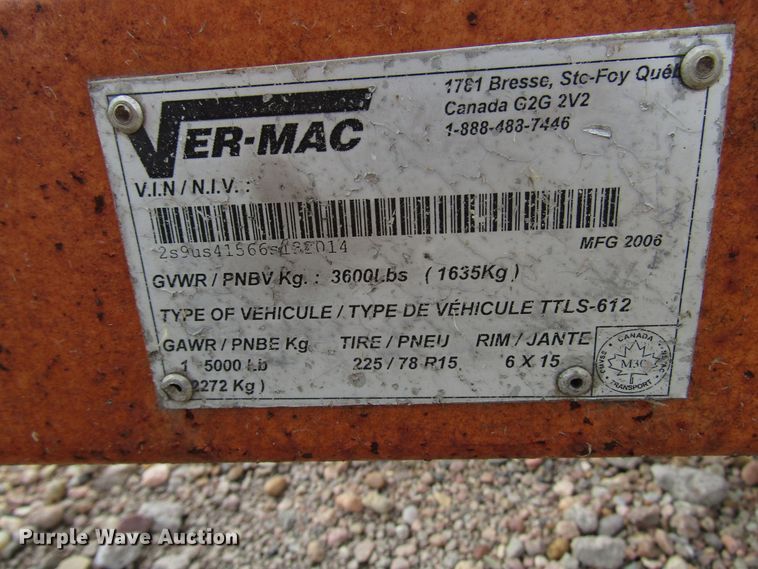 VER-MAC
1781 Bresse, Ste-Foy Qué
Canada G2G 2V2
1-888-488-7446
V.I.N / N.I.V. :
MFG 2006
GVWR / PNBV Kg. : 3600Lbs ( 1635Kg )
TYPE OF VEHICULE / TYPE DE VÉHICULE TTLS-612
GAWR / PNBE Kg TIRE / PNEU RIM / JANTE
1 5000 Lb 225 / 78 R15 6 X 15
2272 Kg )
CANADA
M3C
TRANSPORT
Purple Wave Auction